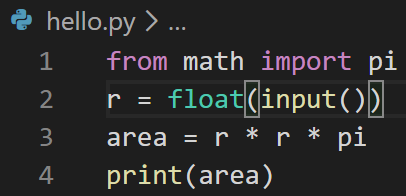 hello.py > ...
1 from math import pi
2 r = float(input())
3 area = r * r * pi
4 print(area)